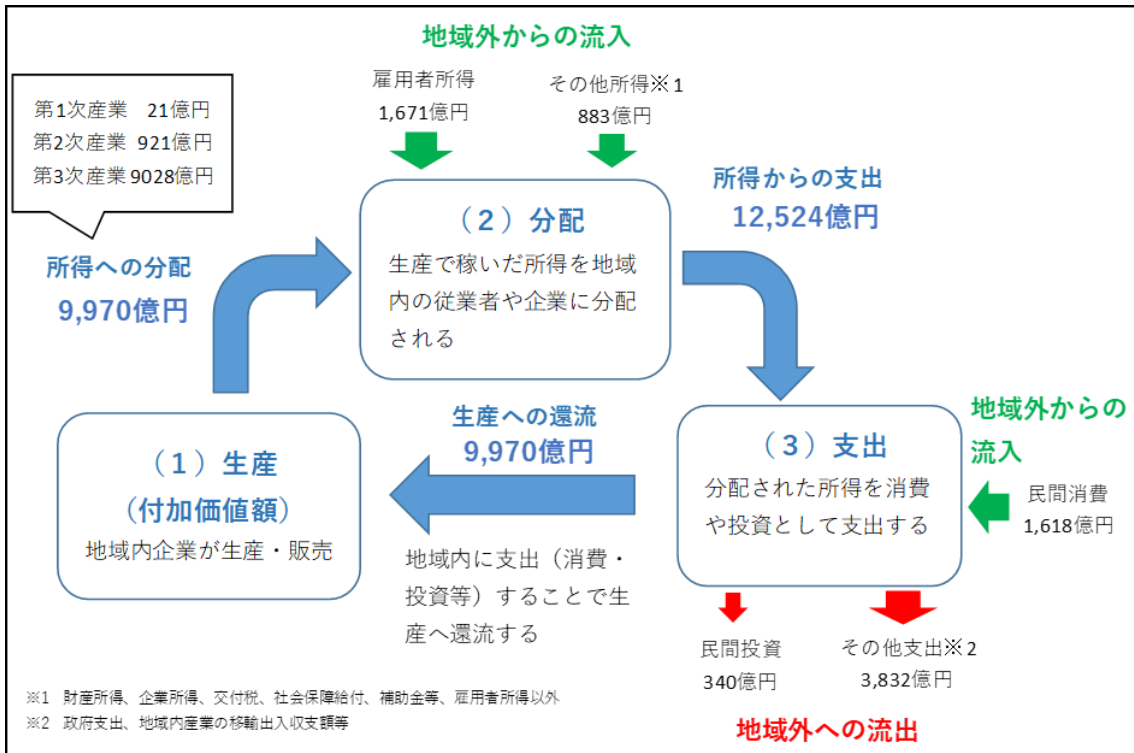 地域外からの流入
雇用者所得
1,671億円
その他所得※1
883億円
第1次産業 21億円
第2次産業 921億円
第3次産業 9028億円
所得への分配
9,970億円
（2）分配
生産で稼いだ所得を地域
内の従業者や企業に分配
される
所得からの支出
12,524億円
（1）生産
（付加価値額）
地域内企業が生産・販売
生産への還流
9,970億円
地域内に支出（消費・
投資等）することで生
産へ還流する
（3）支出
分配された所得を消費
や投資として支出する
地域外からの
流入
民間消費
1,618億円
民間投資
340億円
その他支出※2
3,832億円
地域外への流出
※1 財産所得、企業所得、交付税、社会保障給付、補助金等、雇用者所得以外
※2 政府支出、地域内産業の移輸出入収支額等